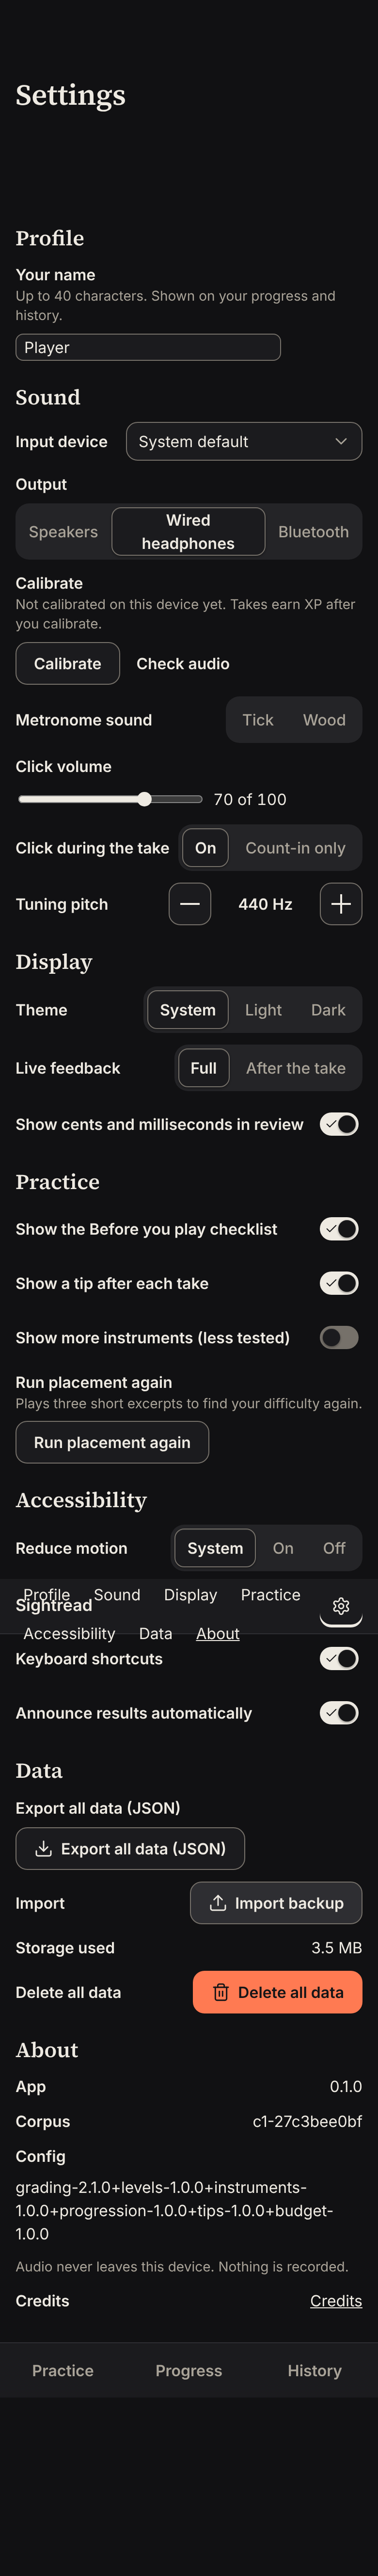 Settings
Profile
Your name
Up to 40 characters. Shown on your progress and
history.
Player
Sound
Input device
System default
Output
Speakers
Wired
headphones
Bluetooth
Calibrate
Not calibrated on this device yet. Takes earn XP after
you calibrate.
Calibrate
Check audio
Metronome sound
Tick
Wood
Click volume
70 of 100
Click during the take
On
Count-in only
Tuning pitch
440 Hz
Display
Theme
System
Light
Dark
Live feedback
Full
After the take
Show cents and milliseconds in review
Practice
Show the Before you play checklist
Show a tip after each take
Show more instruments (less tested)
Run placement again
Plays three short excerpts to find your difficulty again.
Run placement again
Accessibility
Reduce motion
System
On
Off
Profile
Sound
Display
Practice
Sightread
Accessibility
Data
About
Keyboard shortcuts
Announce results automatically
Data
Export all data (JSON)
Export all data (JSON)
Import
Import backup
Storage used
3.5 MB
Delete all data
Delete all data
About
App
0.1.0
Corpus
c1-27c3bee0bf
Config
grading-2.1.0+levels-1.0.0+instruments-
1.0.0+progression-1.0.0+tips-1.0.0+budget-
1.0.0
Audio never leaves this device. Nothing is recorded.
Credits
Credits
Practice
Progress
History